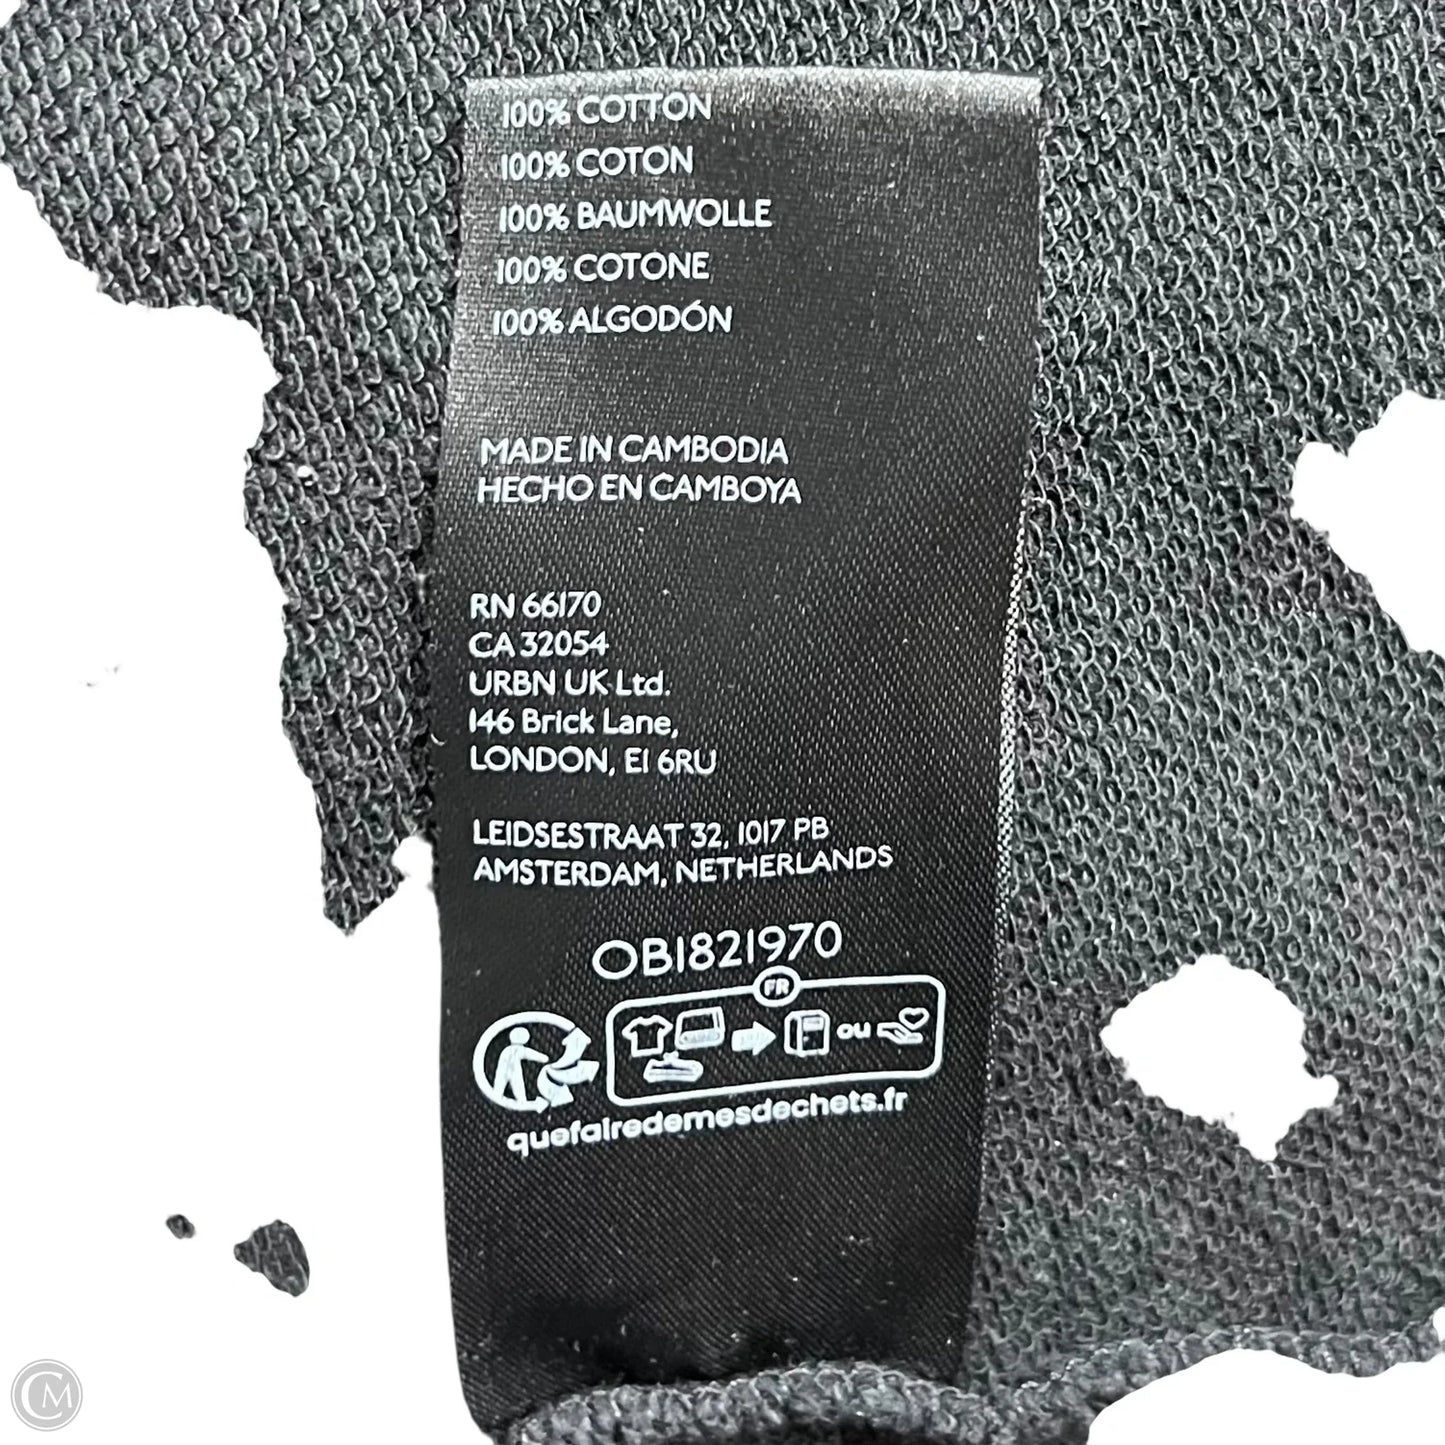 100% COTTON
100% COTON
100% BAUMWOLLE
100% COTONE
100% ALGODÓN
MADE IN CAMBODIA
HECHO EN CAMBOYA
RN 66170
CA 32054
URBN UK Ltd.
146 Brick Lane,
LONDON, E1 6RU
LEIDSESTRAAT 32, 1017 PB
AMSTERDAM, NETHERLANDS
OB1821970
FR
ou
quefairedemesdechets.fr
CM